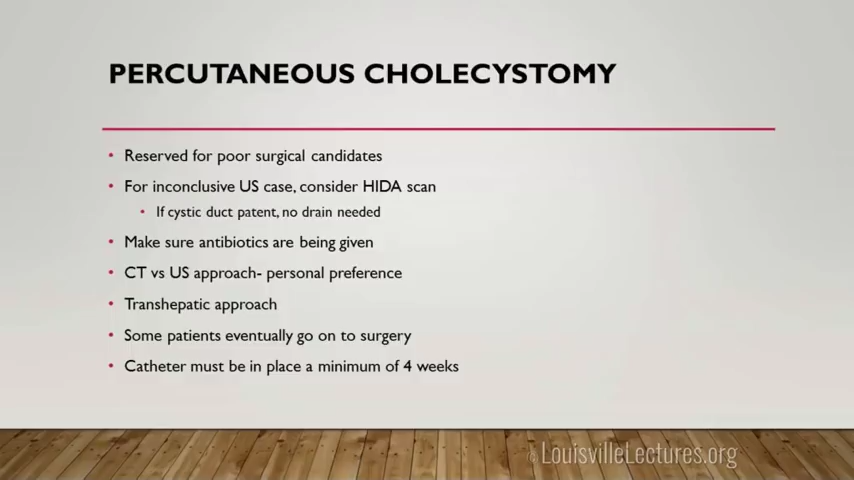 PERCUTANEOUS CHOLECYSTOMY
• Reserved for poor surgical candidates
• For inconclusive US case, consider HIDA scan
• If cystic duct patent, no drain needed
• Make sure antibiotics are being given
• CT vs US approach- personal preference
• Transhepatic approach
• Some patients eventually go on to surgery
• Catheter must be in place a minimum of 4 weeks
© LouisvilleLectures.org